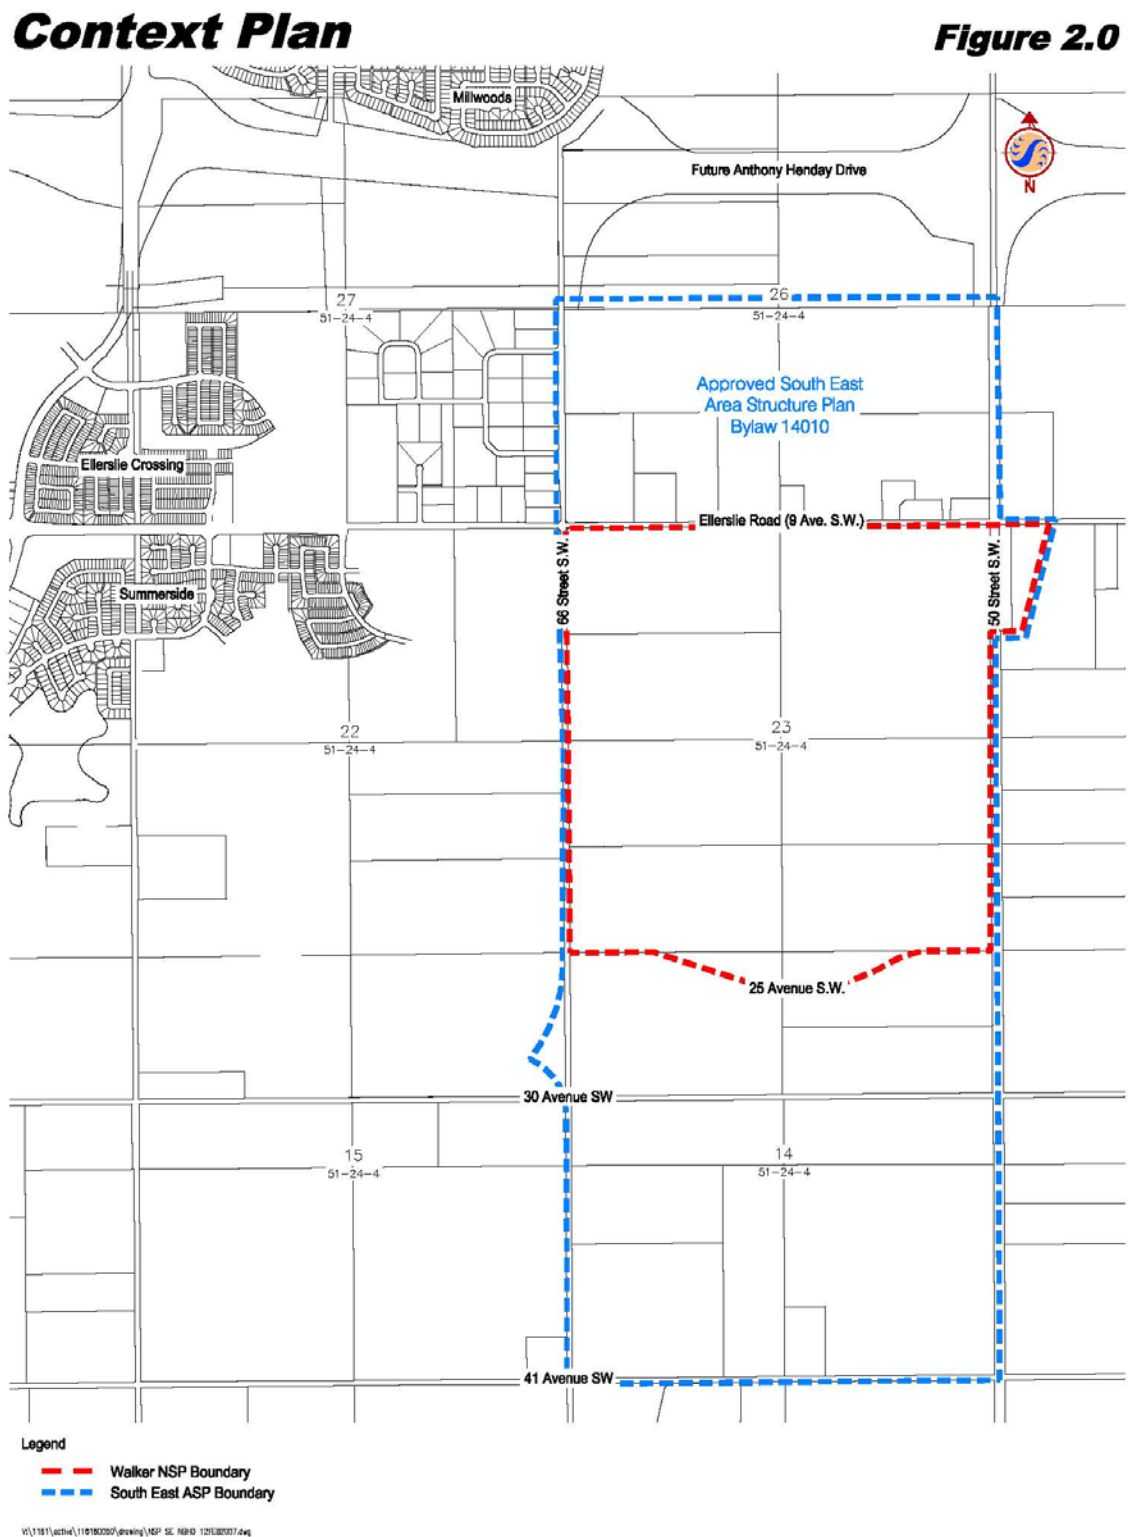 Context Plan
Figure 2.0
Millwoods
Future Anthony Henday Drive
N
27
51-24-4
26
51-24-4
Approved South East
Area Structure Plan
Bylaw 14010
Ellerslie Crossing
Ellerslie Road (9 Ave. S.W.)
66 Street S.W.
50 Street S.W.
Summerside
22
51-24-4
23
51-24-4
25 Avenue S.W.
30 Avenue SW
15
51-24-4
14
51-24-4
41 Avenue SW
Legend
Walker NSP Boundary
South East ASP Boundary